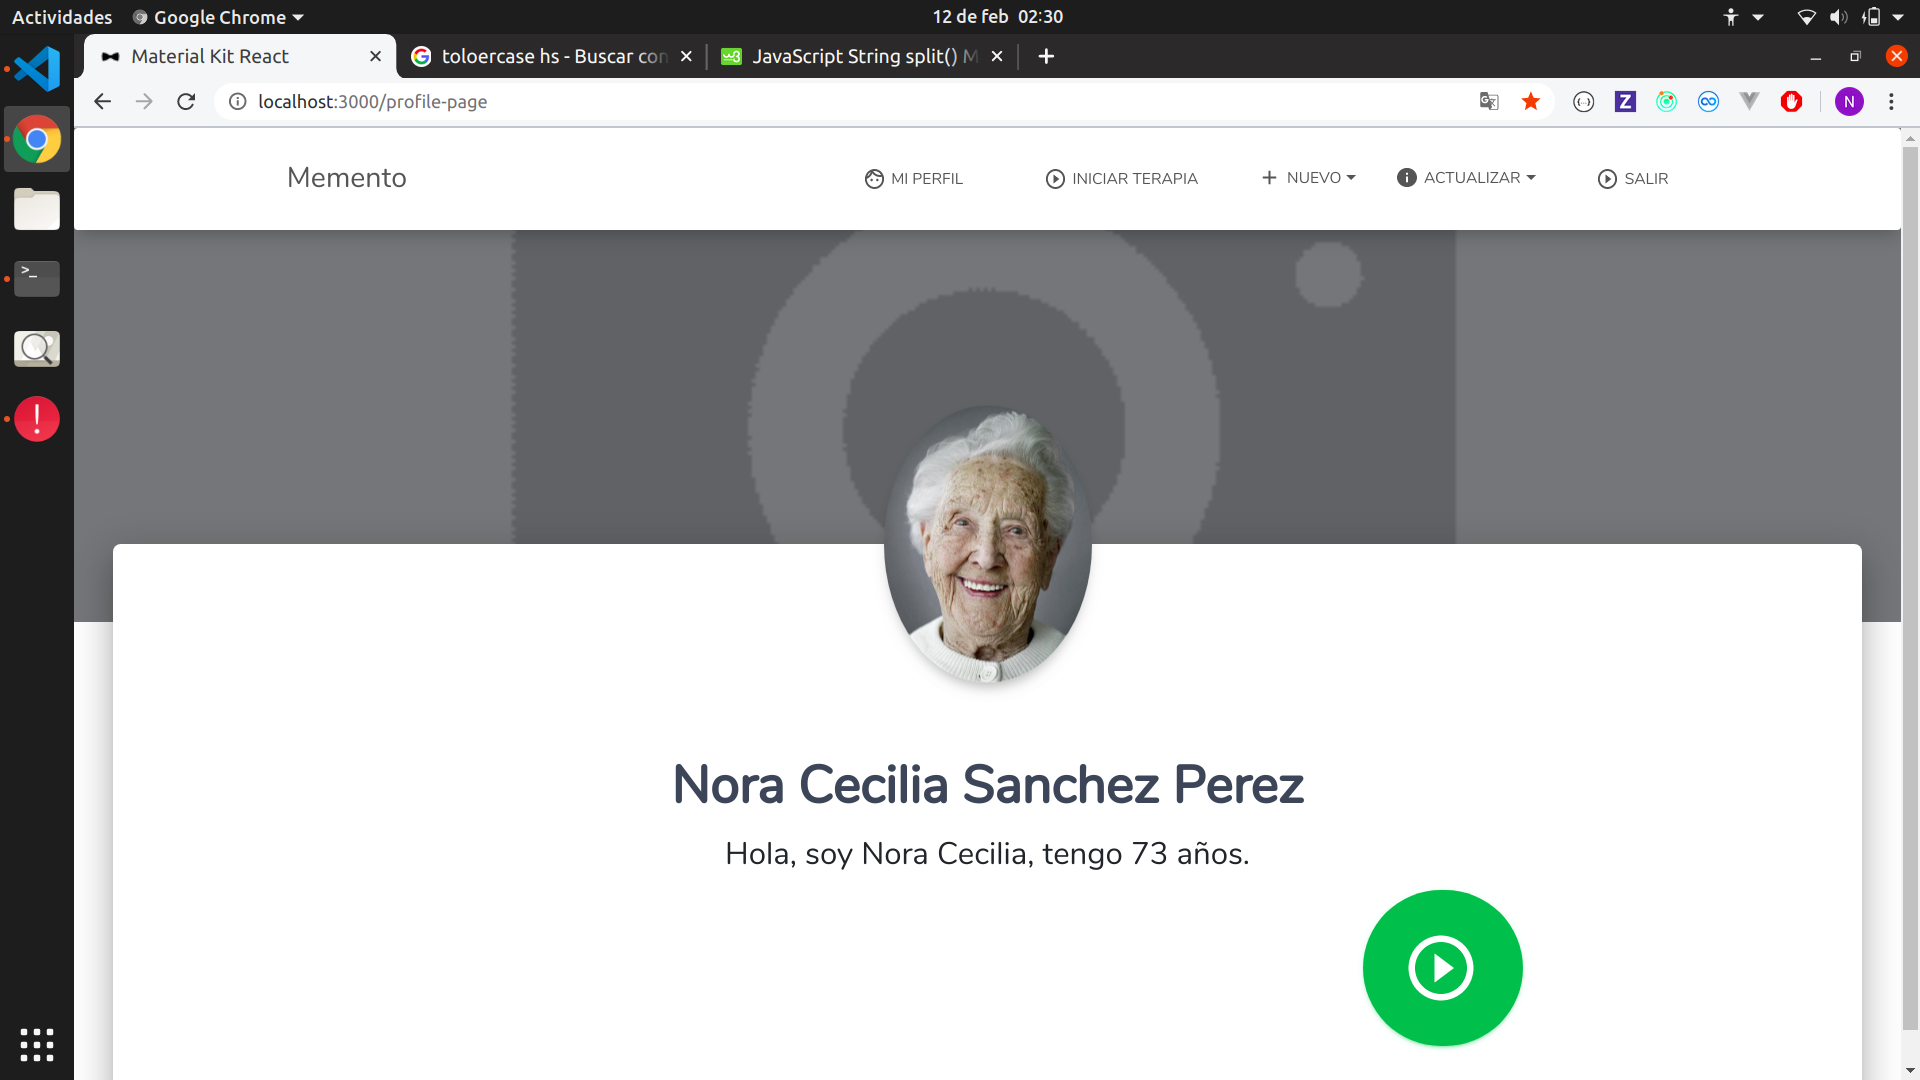 Actividades
Google Chrome
12 de feb 02:30
Material Kit React
toloercase hs - Buscar con
JavaScript String split() M
localhost:3000/profile-page
N
Memento
MI PERFIL
INICIAR TERAPIA
NUEVO
ACTUALIZAR
SALIR
Nora Cecilia Sanchez Perez
Hola, soy Nora Cecilia, tengo 73 años.